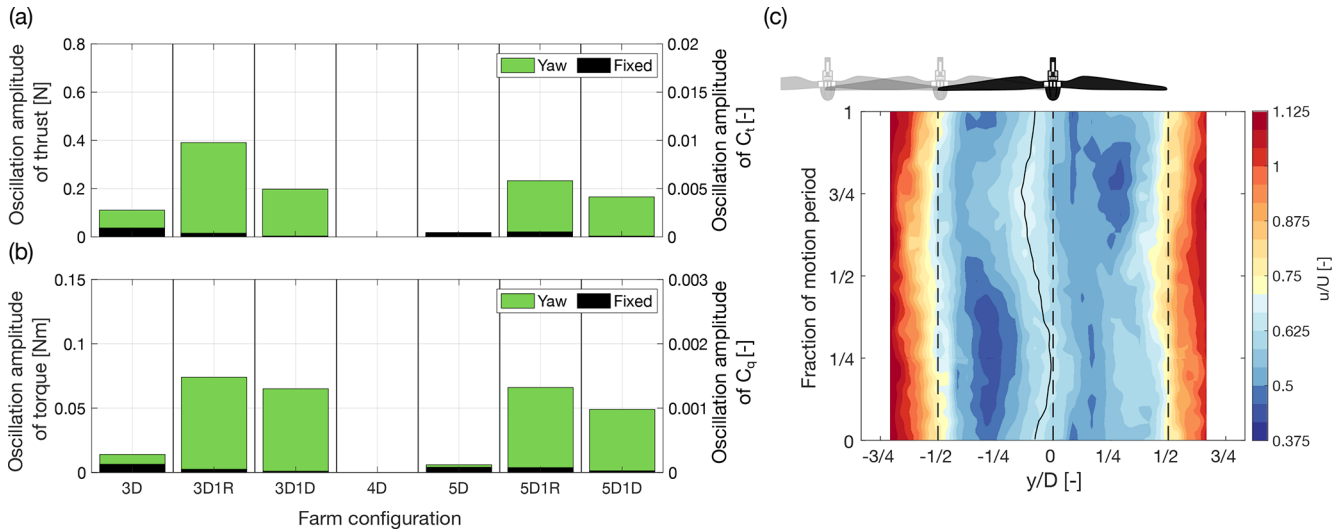 (a)
Oscillation amplitude
of thrust [N]
0.8
0.6
0.4
0.2
0
Yaw
Fixed
0.02
0.015
0.01
0.005
0
Oscillation amplitude
of Ct [-]
(b)
Oscillation amplitude
of torque [Nm]
0.15
0.1
0.05
0
Yaw
Fixed
0.003
0.002
0.001
0
Oscillation amplitude
of Cq [-]
3D
3D1R
3D1D
4D
5D
5D1R
5D1D
Farm configuration
(c)
Fraction of motion period
1
3/4
1/2
1/4
0
-3/4
-1/2
-1/4
0
1/4
1/2
3/4
y/D [-]
1.125
1
0.875
0.75
0.625
0.5
0.375
u/U [-]